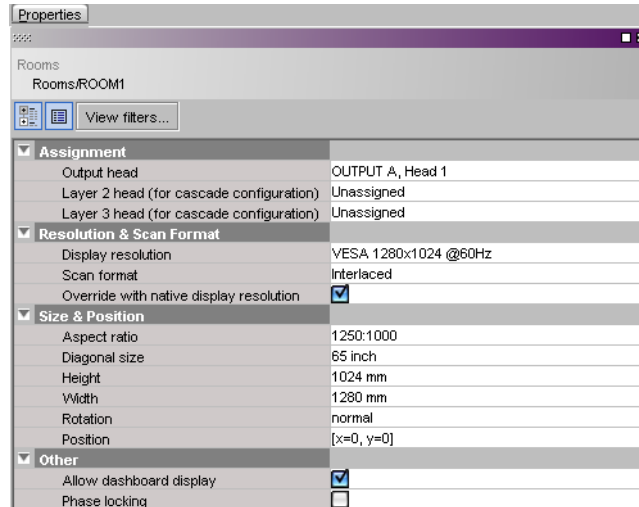 Properties
Rooms
Rooms/ROOM1
View filters...
Assignment
Output head OUTPUT A, Head 1
Layer 2 head (for cascade configuration) Unassigned
Layer 3 head (for cascade configuration) Unassigned
Resolution & Scan Format
Display resolution VESA 1280x1024 @60Hz
Scan format Interlaced
Override with native display resolution
Size & Position
Aspect ratio 1250:1000
Diagonal size 65 inch
Height 1024 mm
Width 1280 mm
Rotation normal
Position [x=0, y=0]
Other
Allow dashboard display
Phase locking